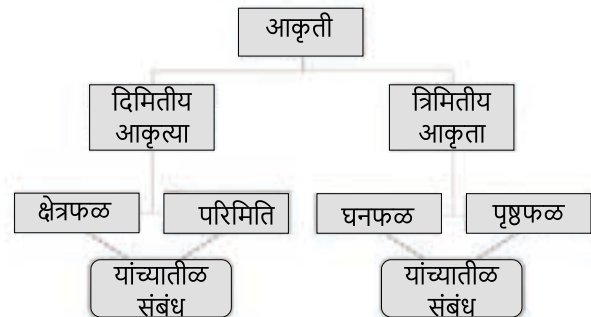 आकृती
दिमितीय
आकृत्या
त्रिमितीय
आकृता
क्षेत्रफळ
परिमिति
घनफळ
पृष्ठफळ
यांच्यातीळ
संबंध
यांच्यातीळ
संबंध